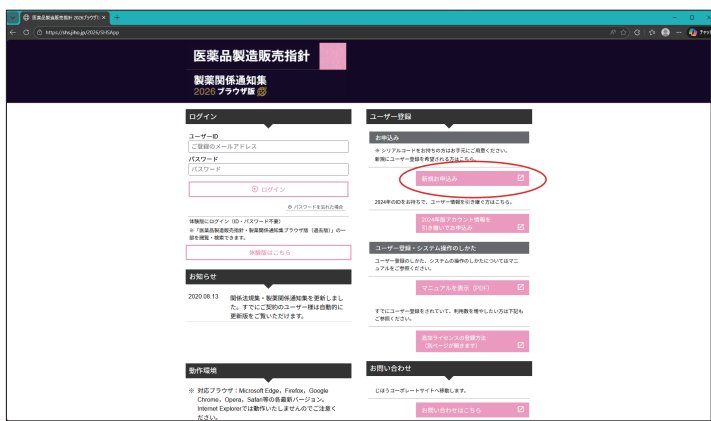 医薬品製造販売指針 2026ブラウザ
https://shs.jiho.jp/2026/SHSApp
医薬品製造販売指針
製薬関係通知集
2026 ブラウザ版
ログイン
ユーザーID
ご登録のメールアドレス
パスワード
パスワード
ログイン
パスワードを忘れた場合
体験版にログイン（ID・パスワード不要）
※「医薬品製造販売指針・製薬関係通知集ブラウザ版（過去版）」の一
部を閲覧・検索できます。
体験版はこちら
お知らせ
2020.08.13 関係法規集・製薬関係通知集を更新しまし
た。すでにご契約のユーザー様は自動的に
更新版をご覧いただけます。
動作環境
※ 対応ブラウザ：Microsoft Edge，Firefox，Google
Chrome，Opera，Safari等の各最新バージョン。
Internet Explorerでは動作いたしませんのでご注意く
ださい。
ユーザー登録
お申込み
※ シリアルコードをお持ちの方はお手元にご用意ください。
新規にユーザー登録を希望される方はこちら。
新規お申込み
2024年のIDをお持ちで、ユーザー情報を引き継ぐ方はこちら。
2024年版アカウント情報を
引き継いでお申込み
ユーザー登録・システム操作のしかた
ユーザー登録のしかた、システムの操作のしかたについてはマニ
ュアルをご参照ください。
マニュアルを表示（PDF）
すでにユーザー登録をされていて、利用数を増やしたい方は下記も
ご参照ください。
追加ライセンスの登録方法
（別ページが開きます）
お問い合わせ
じほうコーポレートサイトへ移動します。
お問い合わせはこちら